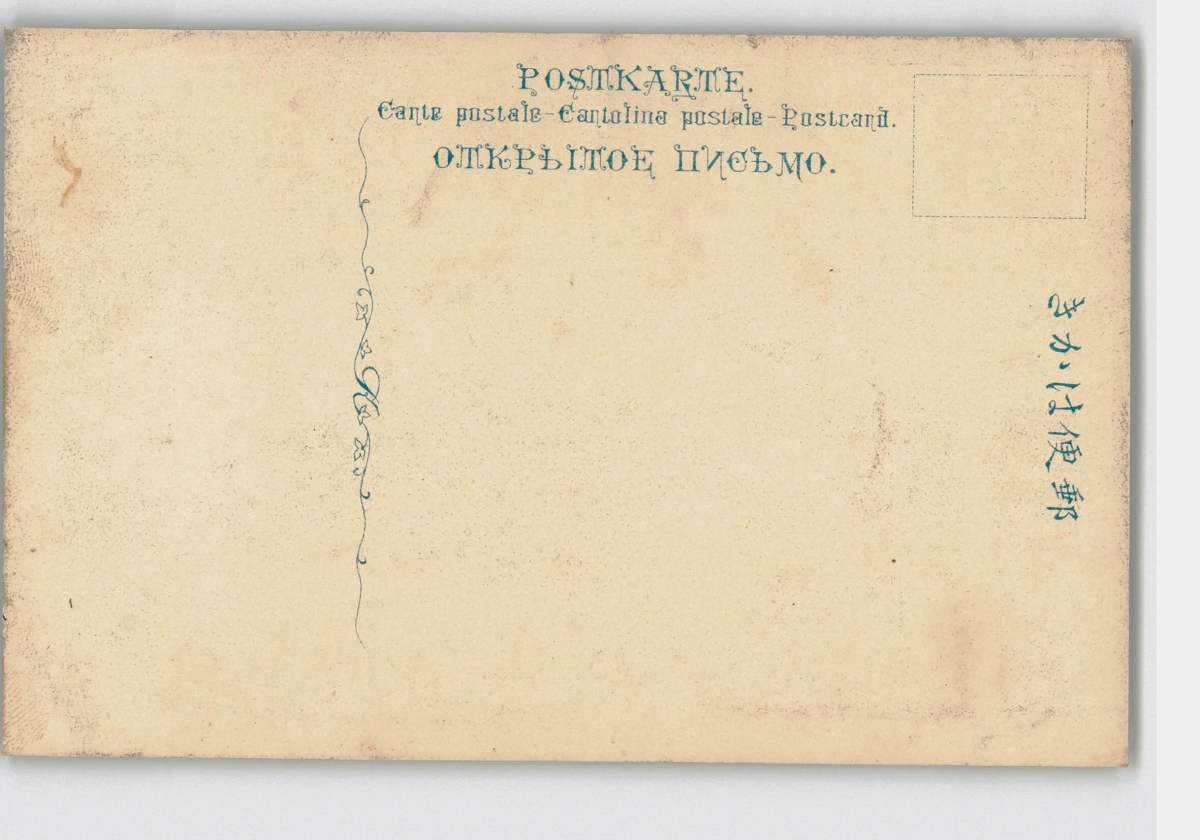 POSTKARTE.
Carte postale-Cartolina postale-Postcard.
ОТКРЫТОЕ ПИСЬМО.
きかは便郵